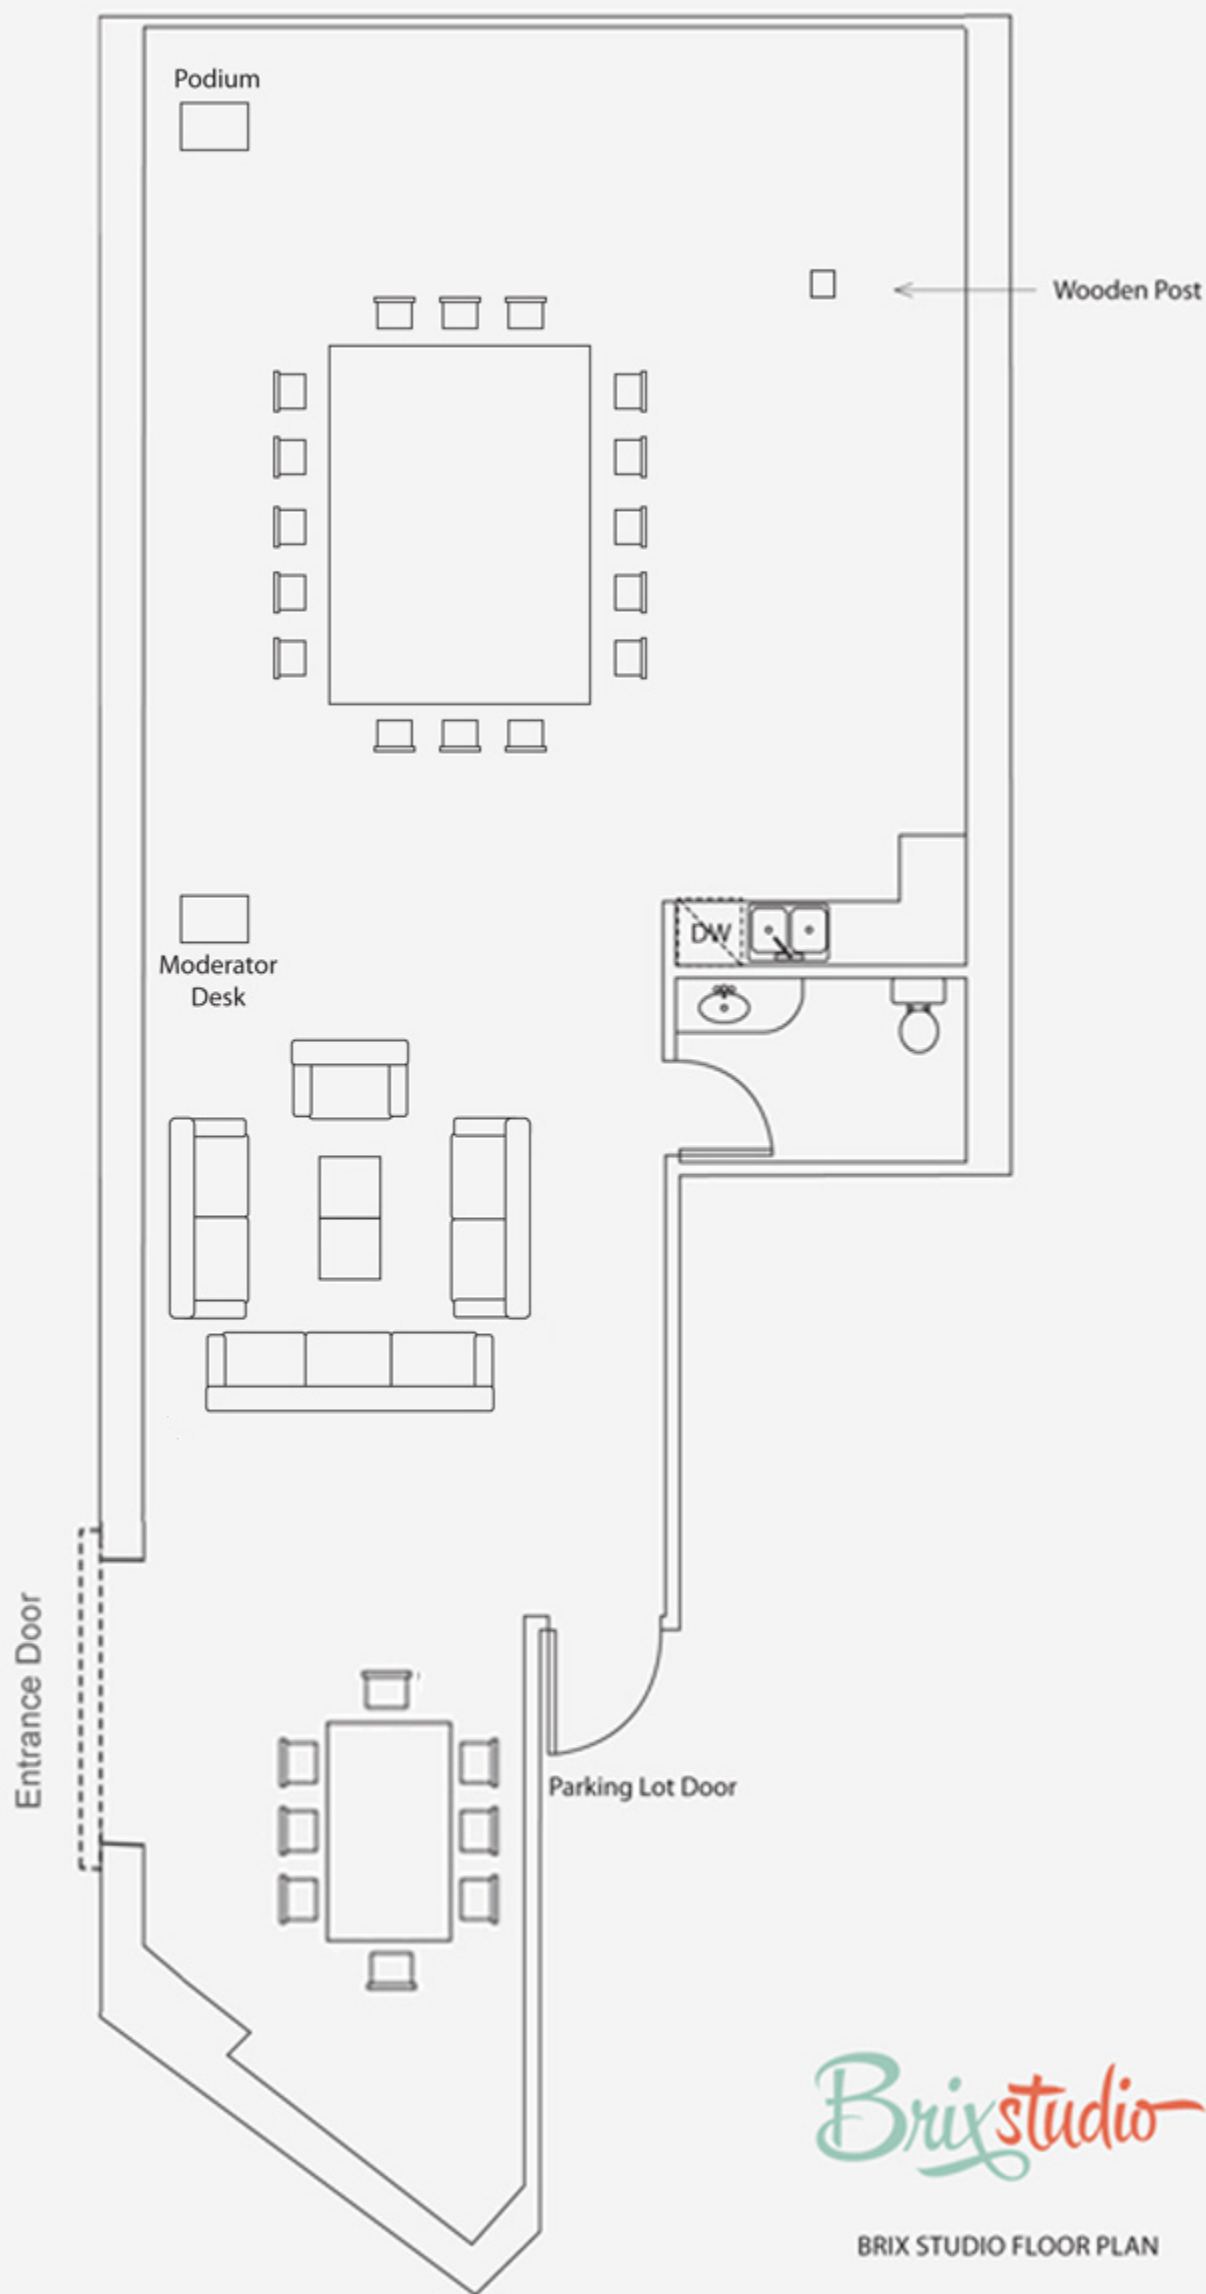 Podium
Wooden Post
DW
Moderator
Desk
Entrance Door
Parking Lot Door
Brixstudio
BRIX STUDIO FLOOR PLAN